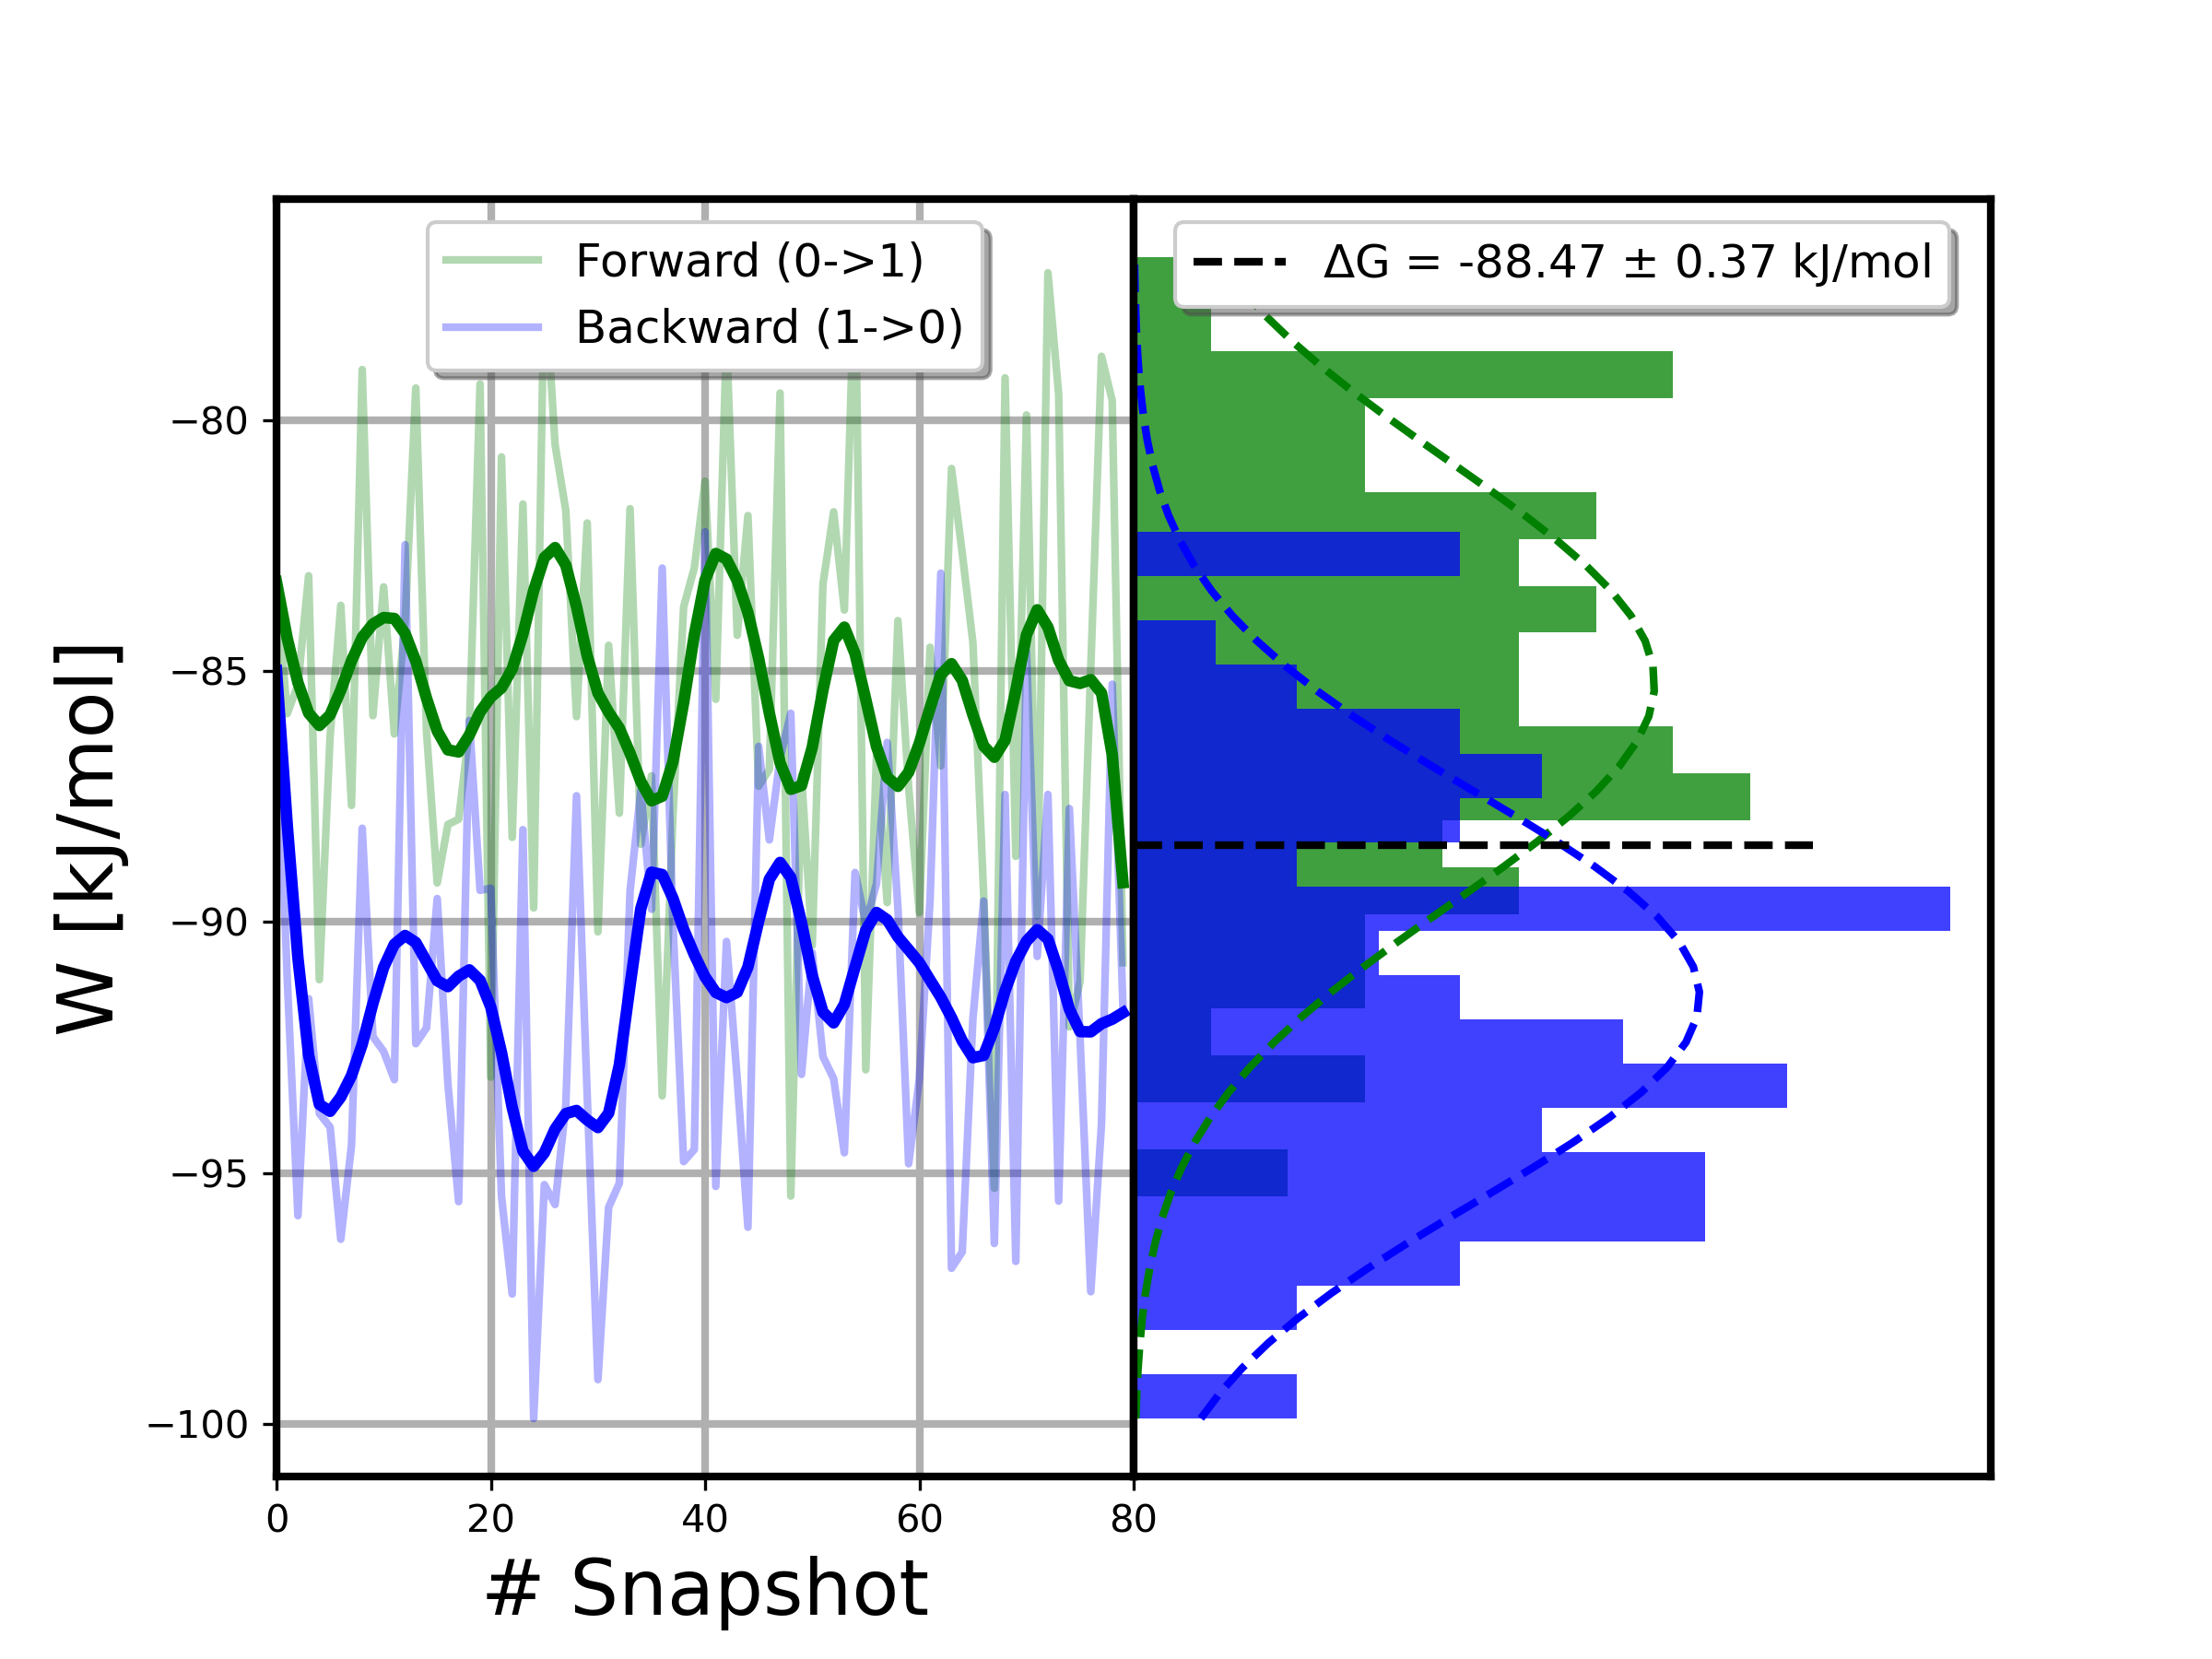 Forward (0->1)
Backward (1->0)
ΔG = -88.47 ± 0.37 kJ/mol
W [kJ/mol]
−80
−85
−90
−95
−100
0 20 40 60 80
# Snapshot